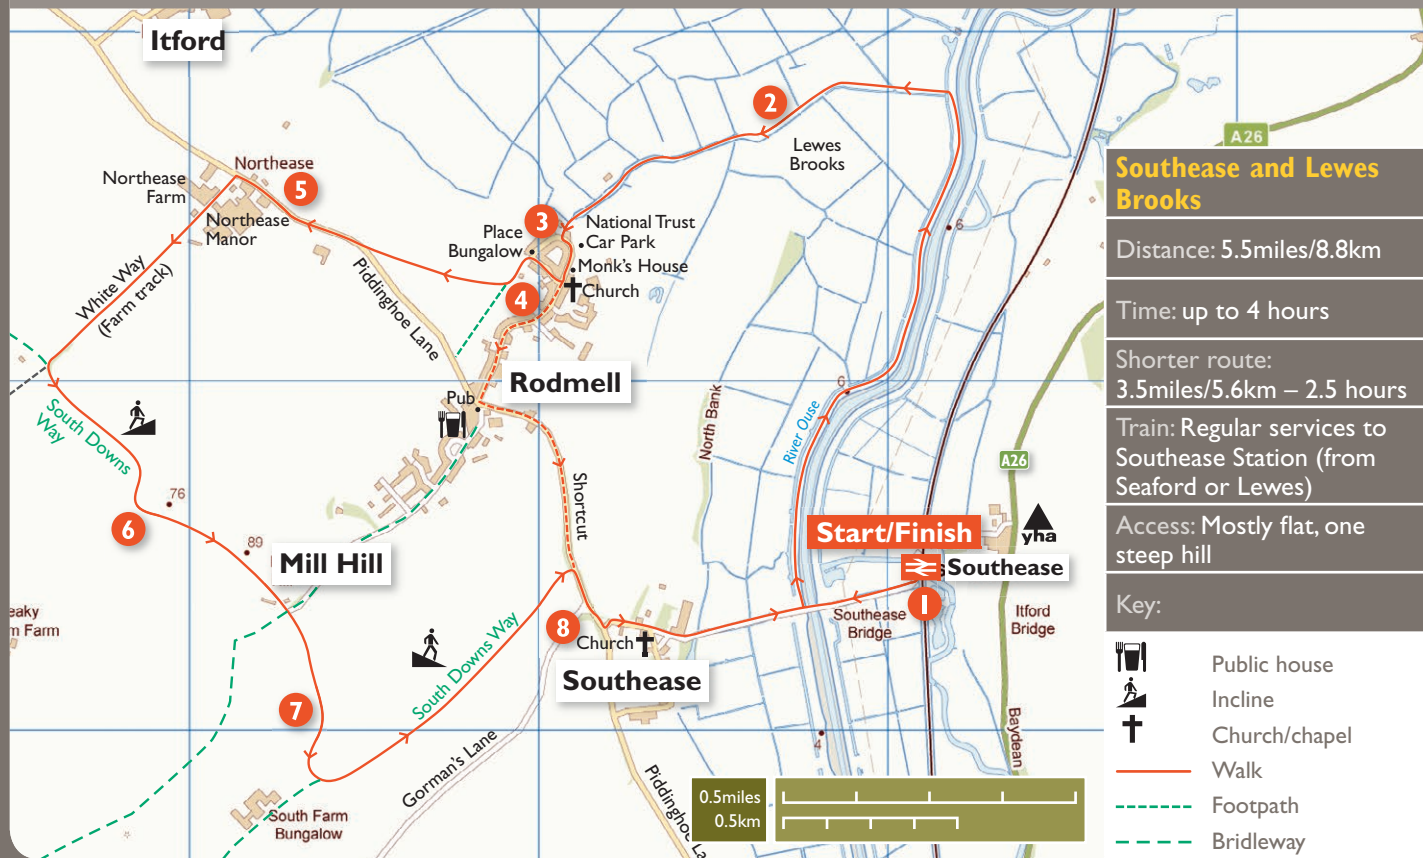 Itford
A26
2
Lewes
Brooks
Northease
Northease
Farm
5
Northease
Manor
3
National Trust
Car Park
Place
Bungalow
Monk's House
Church
4
6
White Way
(Farm track)
Piddinghoe Lane
Rodmell
Pub
6
North Bank
River Ouse
A26
South Downs
Way
76
6
89
Mill Hill
Shortcut
Start/Finish
yha
Southease
1
Southease
Bridge
Itford
Bridge
eaky
m Farm
8
Church
Southease
South Downs Way
7
4
Baydean
Gorman's Lane
South Farm
Bungalow
Piddinghoe La
0.5miles
0.5km
Southease and Lewes
Brooks
Distance: 5.5miles/8.8km
Time: up to 4 hours
Shorter route:
3.5miles/5.6km – 2.5 hours
Train: Regular services to
Southease Station (from
Seaford or Lewes)
Access: Mostly flat, one
steep hill
Key:
Public house
Incline
Church/chapel
Walk
Footpath
Bridleway